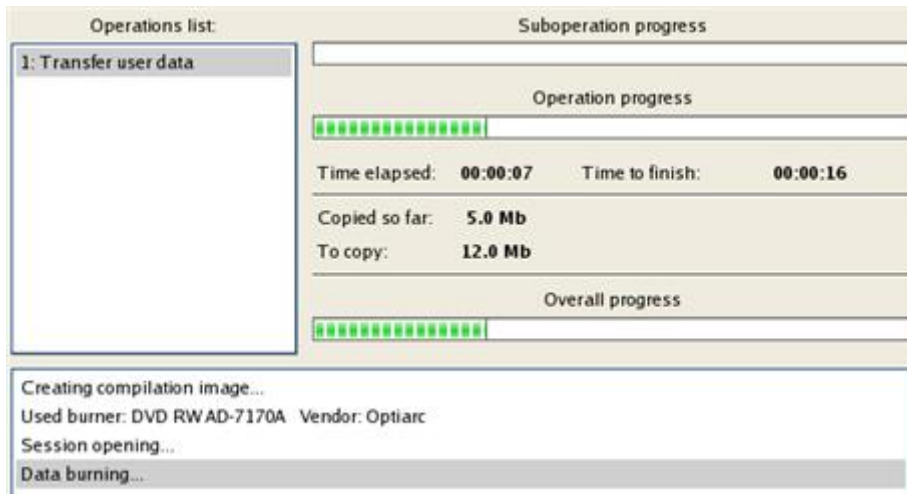 Operations list:
1: Transfer user data
Suboperation progress
Operation progress
Time elapsed: 00:00:07 Time to finish: 00:00:16
Copied so far: 5.0 Mb
To copy: 12.0 Mb
Overall progress
Creating compilation image...
Used burner: DVD RW AD-7170A Vendor: Optiarc
Session opening...
Data burning...